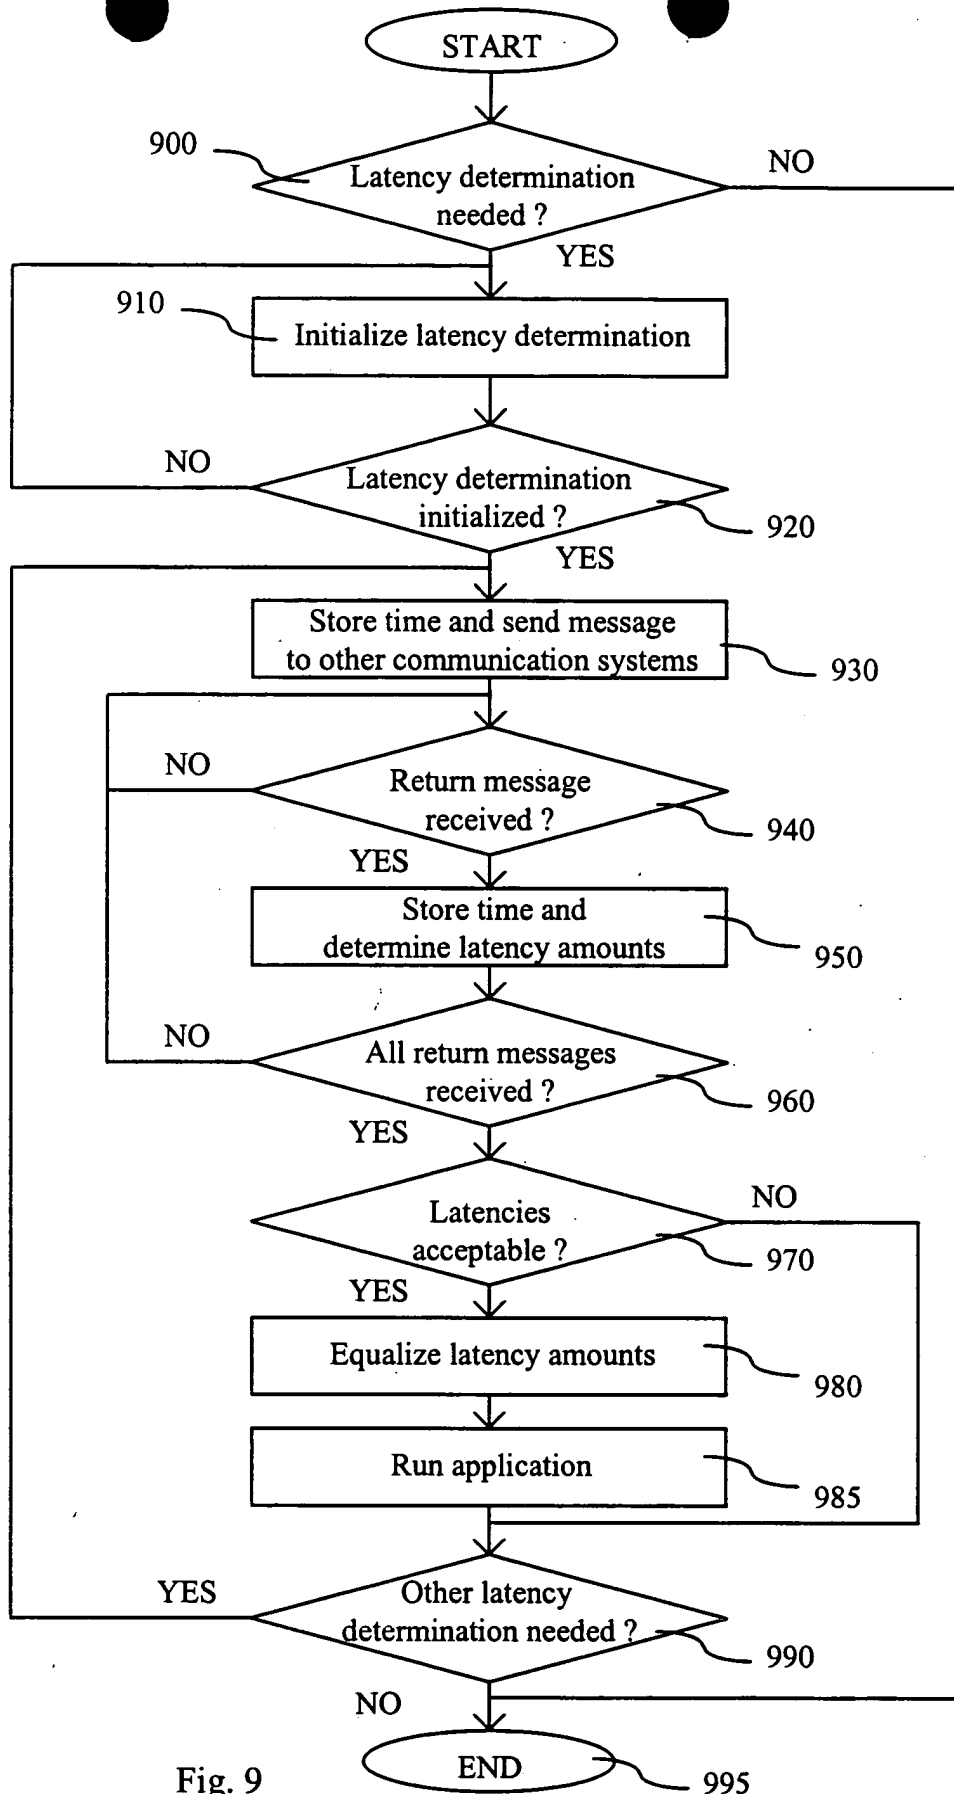 START
900
Latency determination
needed ?
NO
YES
910
Initialize latency determination
NO
Latency determination
initialized ?
920
YES
Store time and send message
to other communication systems
930
NO
Return message
received ?
940
YES
Store time and
determine latency amounts
950
NO
All return messages
received ?
960
YES
NO
Latencies
acceptable ?
970
YES
Equalize latency amounts
980
Run application
985
YES
Other latency
determination needed ?
990
NO
END
995
Fig. 9